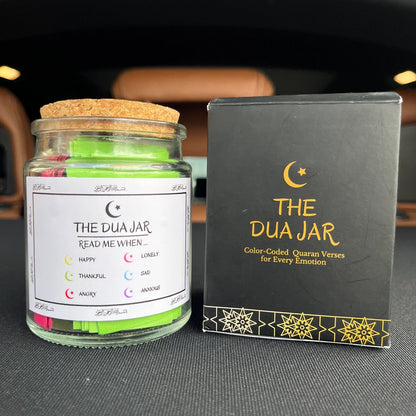 THE DUA JAR
READ ME WHEN...
HAPPY
LONELY
THANKFUL
SAD
ANGRY
ANXIOUS
THE
DUA JAR
Color-Coded Quaran Verses
for Every Emotion